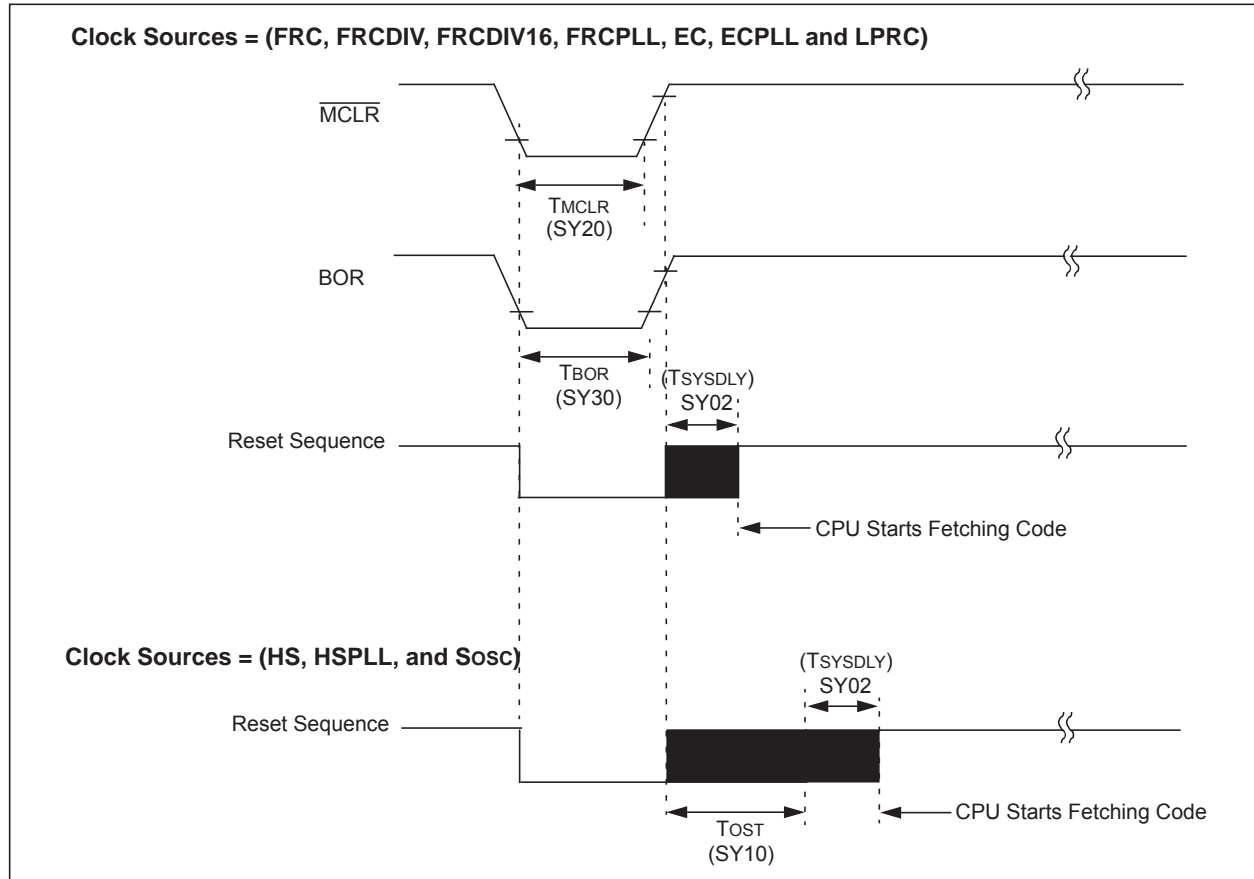 Clock Sources = (FRC, FRCDIV, FRCDIV16, FRCPLL, EC, ECPLL and LPRC)
MCLR
TMCLR
(SY20)
BOR
TBOR
(SY30)
(TSYSDLY)
SY02
Reset Sequence
CPU Starts Fetching Code
Clock Sources = (HS, HSPLL, and SOSC)
(TSYSDLY)
SY02
Reset Sequence
CPU Starts Fetching Code
TOST
(SY10)